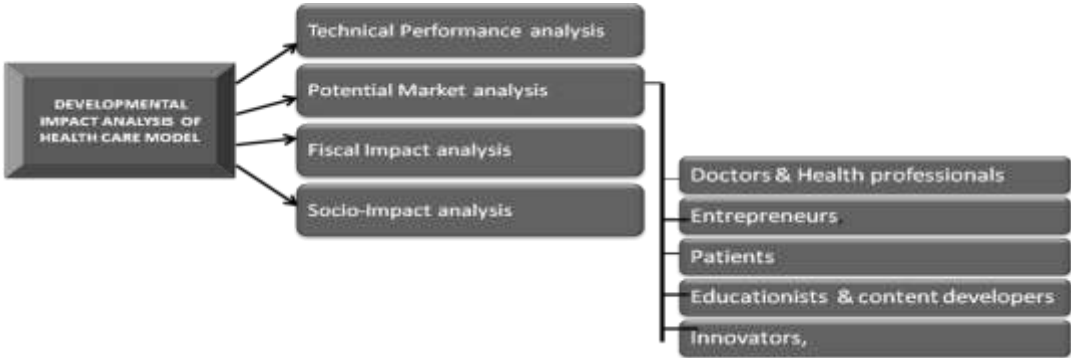 DEVELOPMENTAL
IMPACT ANALYSIS OF
HEALTH CARE MODEL
Technical Performance analysis
Potential Market analysis
Fiscal Impact analysis
Socio-Impact analysis
Doctors & Health professionals
Entrepreneurs,
Patients
Educationists & content developers
Innovators,